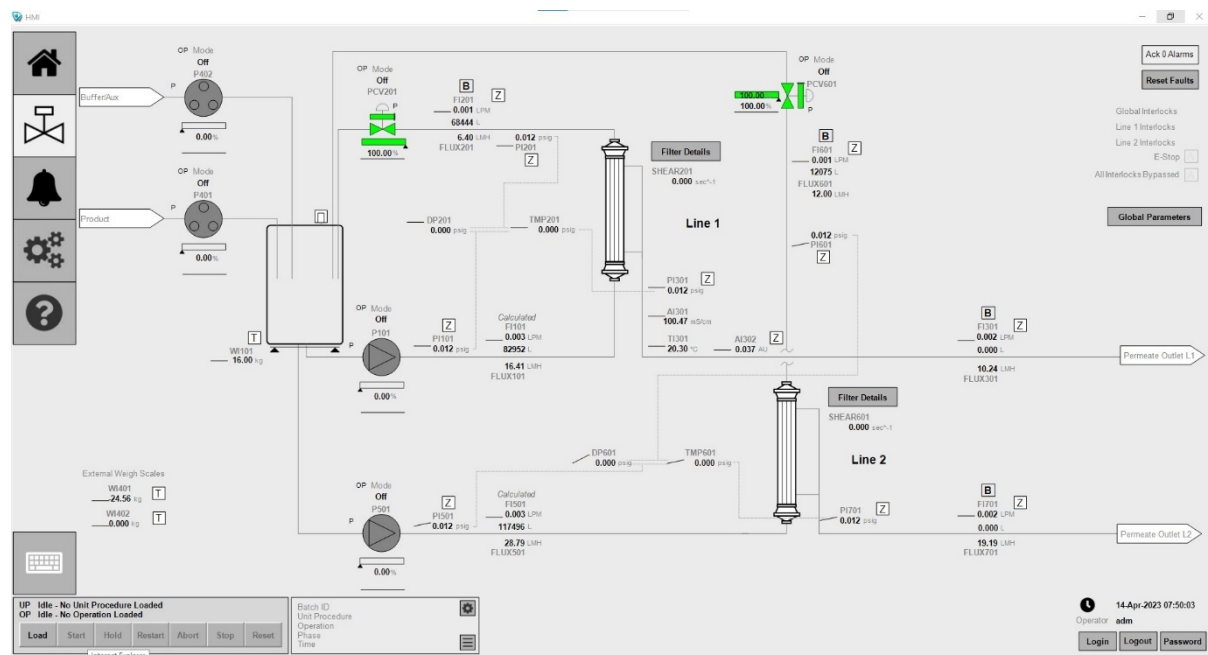 HMI
Ack 0 Alarms
Reset Faults
Global Interlocks
Line 1 Interlocks
Line 2 Interlocks
E-Stop
All Interlocks Bypassed
Global Parameters
OP Mode
Off
P402
P
Buffer/Aux
0.00%
OP Mode
Off
P401
P
Product
0.00%
OP Mode
Off
PCV201
P
100.00%
B
FI201
Z
0.001 LPM
68444 L
6.40 LMH
FLUX201
0.012 psig
PI201
Z
Filter Details
SHEAR201
0.000 sec^-1
Line 1
OP Mode
Off
PCV601
100.00
100.00%
P
B
FI601
Z
0.001 LPM
12075 L
FLUX601
12.00 LMH
0.012 psig
PI601
Z
DP201
0.000 psig
TMP201
0.000 psig
PI301
Z
0.012 psig
AI301
100.47 mS/cm
TI301
20.30 °C
AI302
Z
0.037 AU
B
FI301
Z
0.002 LPM
0.000 L
10.24 LMH
FLUX301
Permeate Outlet L1
T
WI101
16.00 kg
OP Mode
Off
P101
P
0.00%
Z
PI101
0.012 psig
Calculated
FI101
0.003 LPM
82952 L
16.41 LMH
FLUX101
Filter Details
SHEAR601
0.000 sec^-1
Line 2
DP601
0.000 psig
TMP601
0.000 psig
External Weigh Scales
WI401
-24.56 kg
T
WI402
0.000 kg
T
OP Mode
Off
P501
P
0.00%
Z
PI501
0.012 psig
Calculated
FI501
0.003 LPM
117496 L
28.79 LMH
FLUX501
PI701
Z
0.012 psig
B
FI701
Z
0.002 LPM
0.000 L
19.19 LMH
FLUX701
Permeate Outlet L2
UP Idle - No Unit Procedure Loaded
OP Idle - No Operation Loaded
Load Start Hold Restart Abort Stop Reset
Internet Explorer
Batch ID
Unit Procedure
Operation
Phase
Time
14-Apr-2023 07:50:03
Operator adm
Login Logout Password